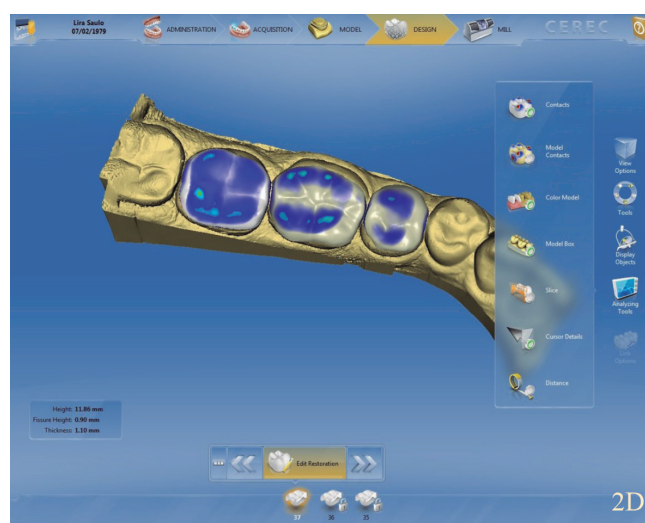 Lira Saulo
07/02/1979
ADMINISTRATION
ACQUISITION
MODEL
DESIGN
MILL
CEREC
Contacts
Model
Contacts
Color Model
Model Box
Slice
Cursor Details
Distance
View
Options
Tools
Display
Objects
Analyzing
Tools
Options
Height: 11.86 mm
Fissure Height: 0.90 mm
Thickness: 1.10 mm
Edit Restoration
37
36
35
2D